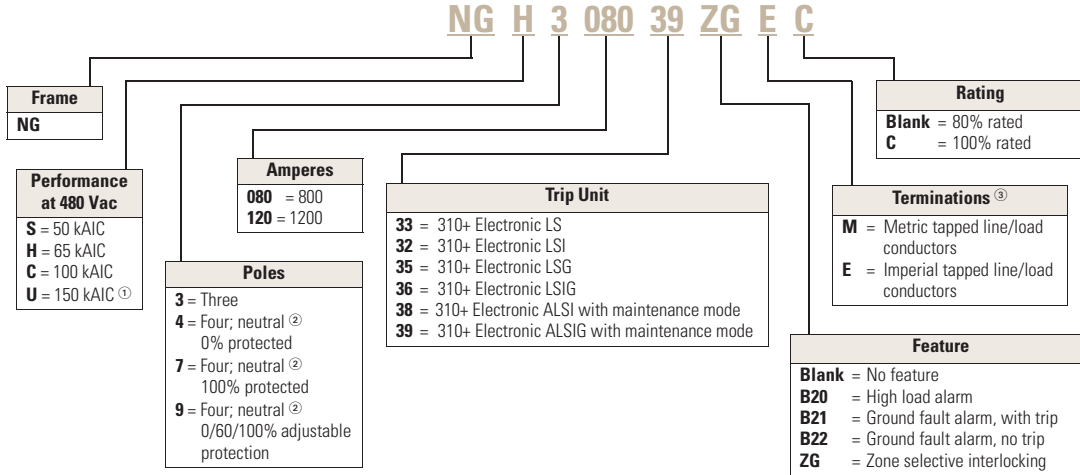 NG H 3 080 39 ZG E C
Frame
NG
Performance
at 480 Vac
S = 50 kAIC
H = 65 kAIC
C = 100 kAIC
U = 150 kAIC ①
Poles
3 = Three
4 = Four; neutral ②
0% protected
7 = Four; neutral ②
100% protected
9 = Four; neutral ②
0/60/100% adjustable
protection
Amperes
080 = 800
120 = 1200
Trip Unit
33 = 310+ Electronic LS
32 = 310+ Electronic LSI
35 = 310+ Electronic LSG
36 = 310+ Electronic LSIG
38 = 310+ Electronic ALSI with maintenance mode
39 = 310+ Electronic ALSIG with maintenance mode
Rating
Blank = 80% rated
C = 100% rated
Terminations ③
M = Metric tapped line/load
conductors
E = Imperial tapped line/load
conductors
Feature
Blank = No feature
B20 = High load alarm
B21 = Ground fault alarm, with trip
B22 = Ground fault alarm, no trip
ZG = Zone selective interlocking